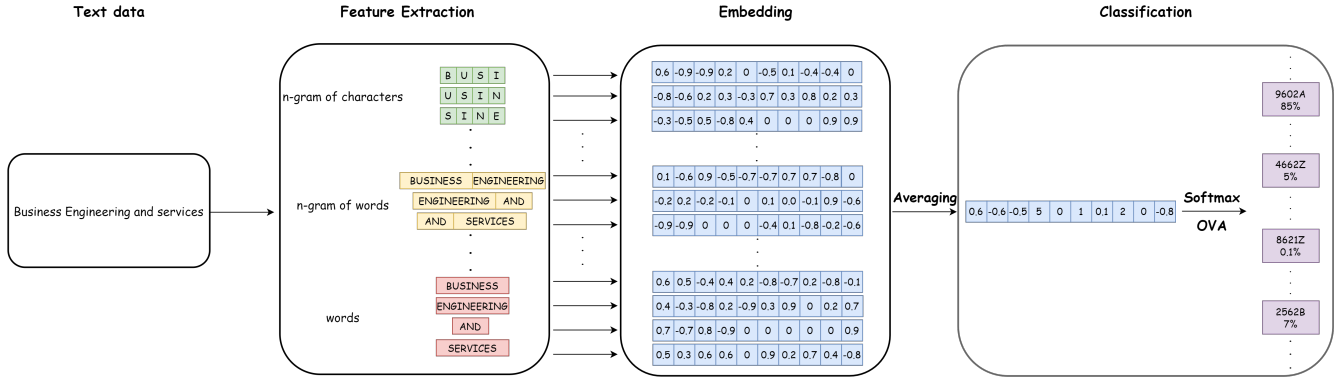 Text data
Feature Extraction
Embedding
Classification
Business Engineering and services
n-gram of characters
B U S I
U S I N
S I N E
n-gram of words
BUSINESS ENGINEERING
ENGINEERING AND
AND SERVICES
words
BUSINESS
ENGINEERING
AND
SERVICES
0.6 -0.9 -0.9 0.2 0 -0.5 0.1 -0.4 -0.4 0
-0.8 -0.6 0.2 0.3 -0.3 0.7 0.3 0.8 0.2 0.3
-0.3 -0.5 0.5 -0.8 0.4 0 0 0 0.9 0.9
0.1 -0.6 0.9 -0.5 -0.7 -0.7 0.7 0.7 -0.8 0
-0.2 0.2 -0.2 -0.1 0 0.1 0.0 -0.1 0.9 -0.6
-0.9 -0.9 0 0 0 -0.4 0.1 -0.8 -0.2 -0.6
0.6 0.5 -0.4 0.4 0.2 -0.8 -0.7 0.2 -0.8 -0.1
0.4 -0.3 -0.8 0.2 -0.9 0.3 0.9 0 0.2 0.7
0.7 -0.7 0.8 -0.9 0 0 0 0 0 0.9
0.5 0.3 0.6 0.6 0 0.9 0.2 0.7 0.4 -0.8
Averaging
0.6 -0.6 -0.5 5 0 1 0.1 2 0 -0.8
Softmax
OVA
9602A
85%
4662Z
5%
8621Z
0.1%
2562B
7%